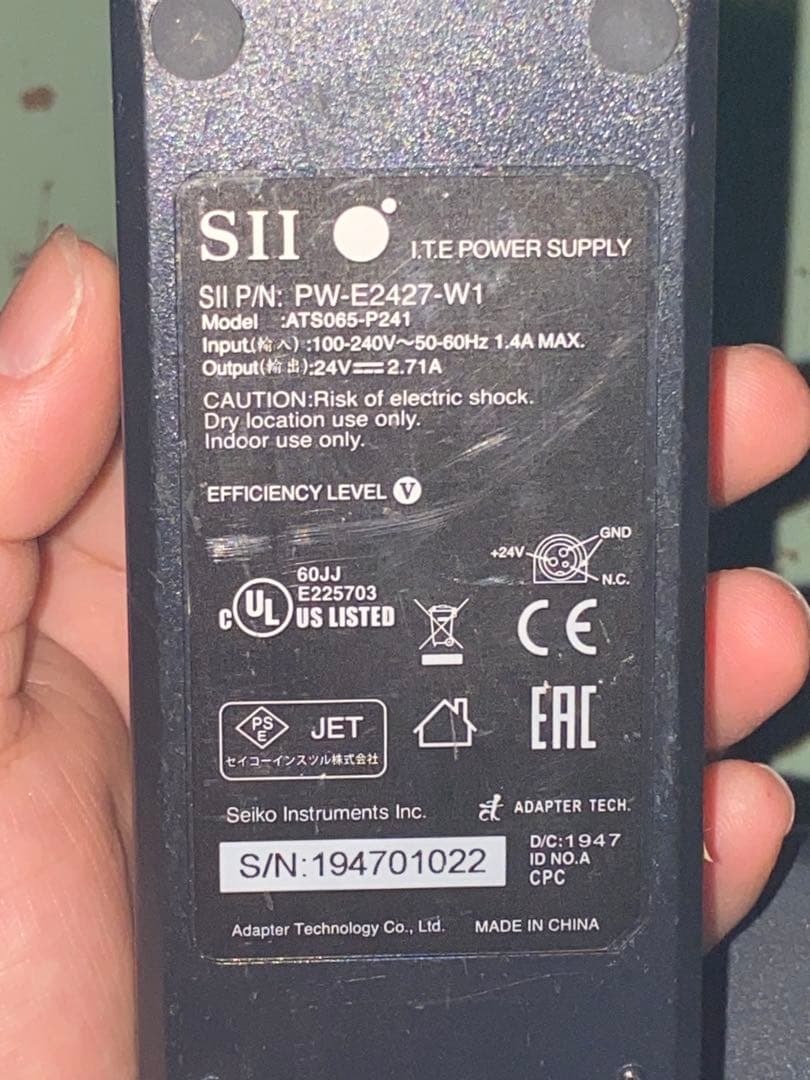 SII I.T.E POWER SUPPLY
SII P/N: PW-E2427-W1
Model :ATS065-P241
Input(輸入) :100-240V～50-60Hz 1.4A MAX.
Output(輸出):24V⎓2.71A
CAUTION:Risk of electric shock.
Dry location use only.
Indoor use only.
EFFICIENCY LEVEL V
GND
+24V
N.C.
60JJ
E225703
c UL US LISTED
CE
PS E JET
セイコーインスツル株式会社
EAC
Seiko Instruments Inc.
ADAPTER TECH.
S/N:194701022
D/C:1947
ID NO.A
CPC
Adapter Technology Co., Ltd. MADE IN CHINA